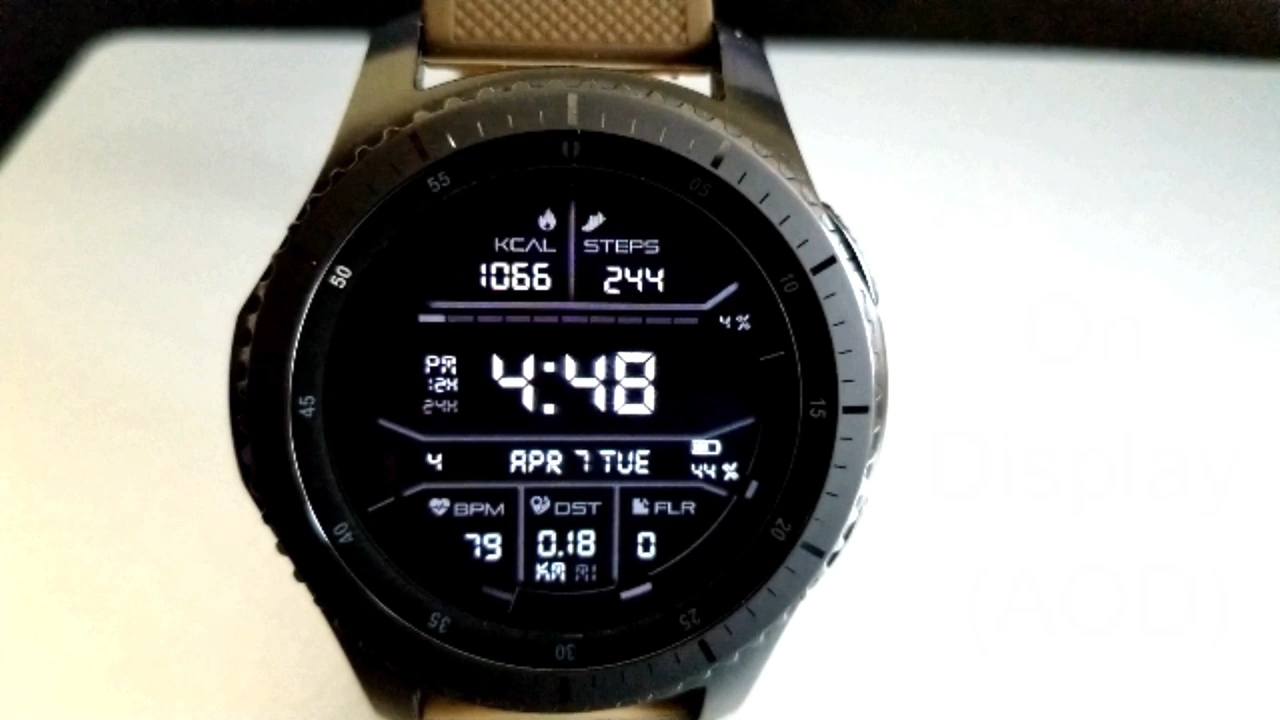 KCAL STEPS
1066 244
4%
PM
12H
24H
4:48
4 APR 7 TUE
44%
BPM DST FLR
79 0.18 0
KM MI
55
05
50
10
45
15
40
20
35
25
30
On
Display
(AOD)